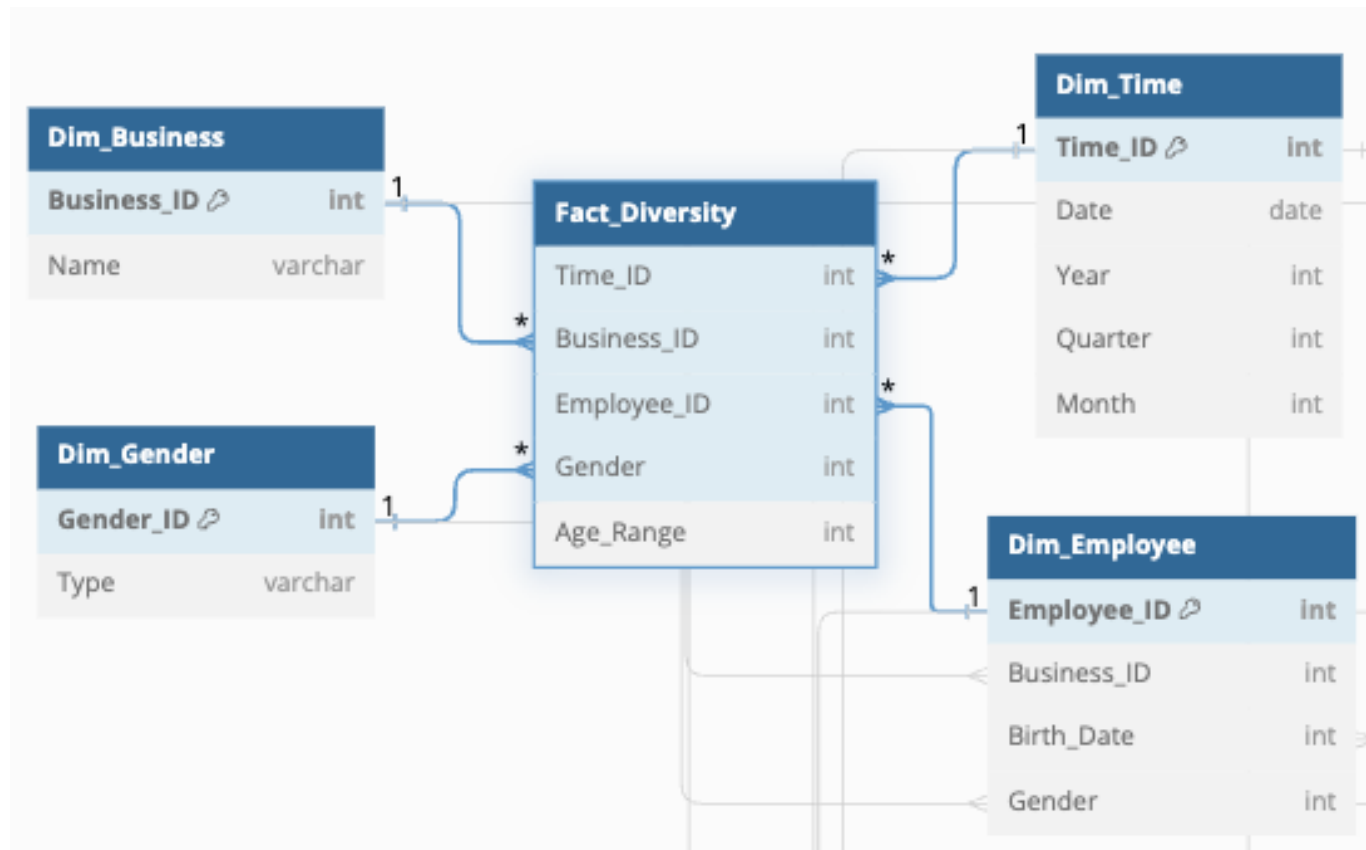 Dim_Business
Business_ID int
Name varchar
1
*
Dim_Gender
Gender_ID int
Type varchar
1
*
Fact_Diversity
Time_ID int
Business_ID int
Employee_ID int
Gender int
Age_Range int
*
1
*
1
Dim_Time
Time_ID int
Date date
Year int
Quarter int
Month int
Dim_Employee
Employee_ID int
Business_ID int
Birth_Date int
Gender int